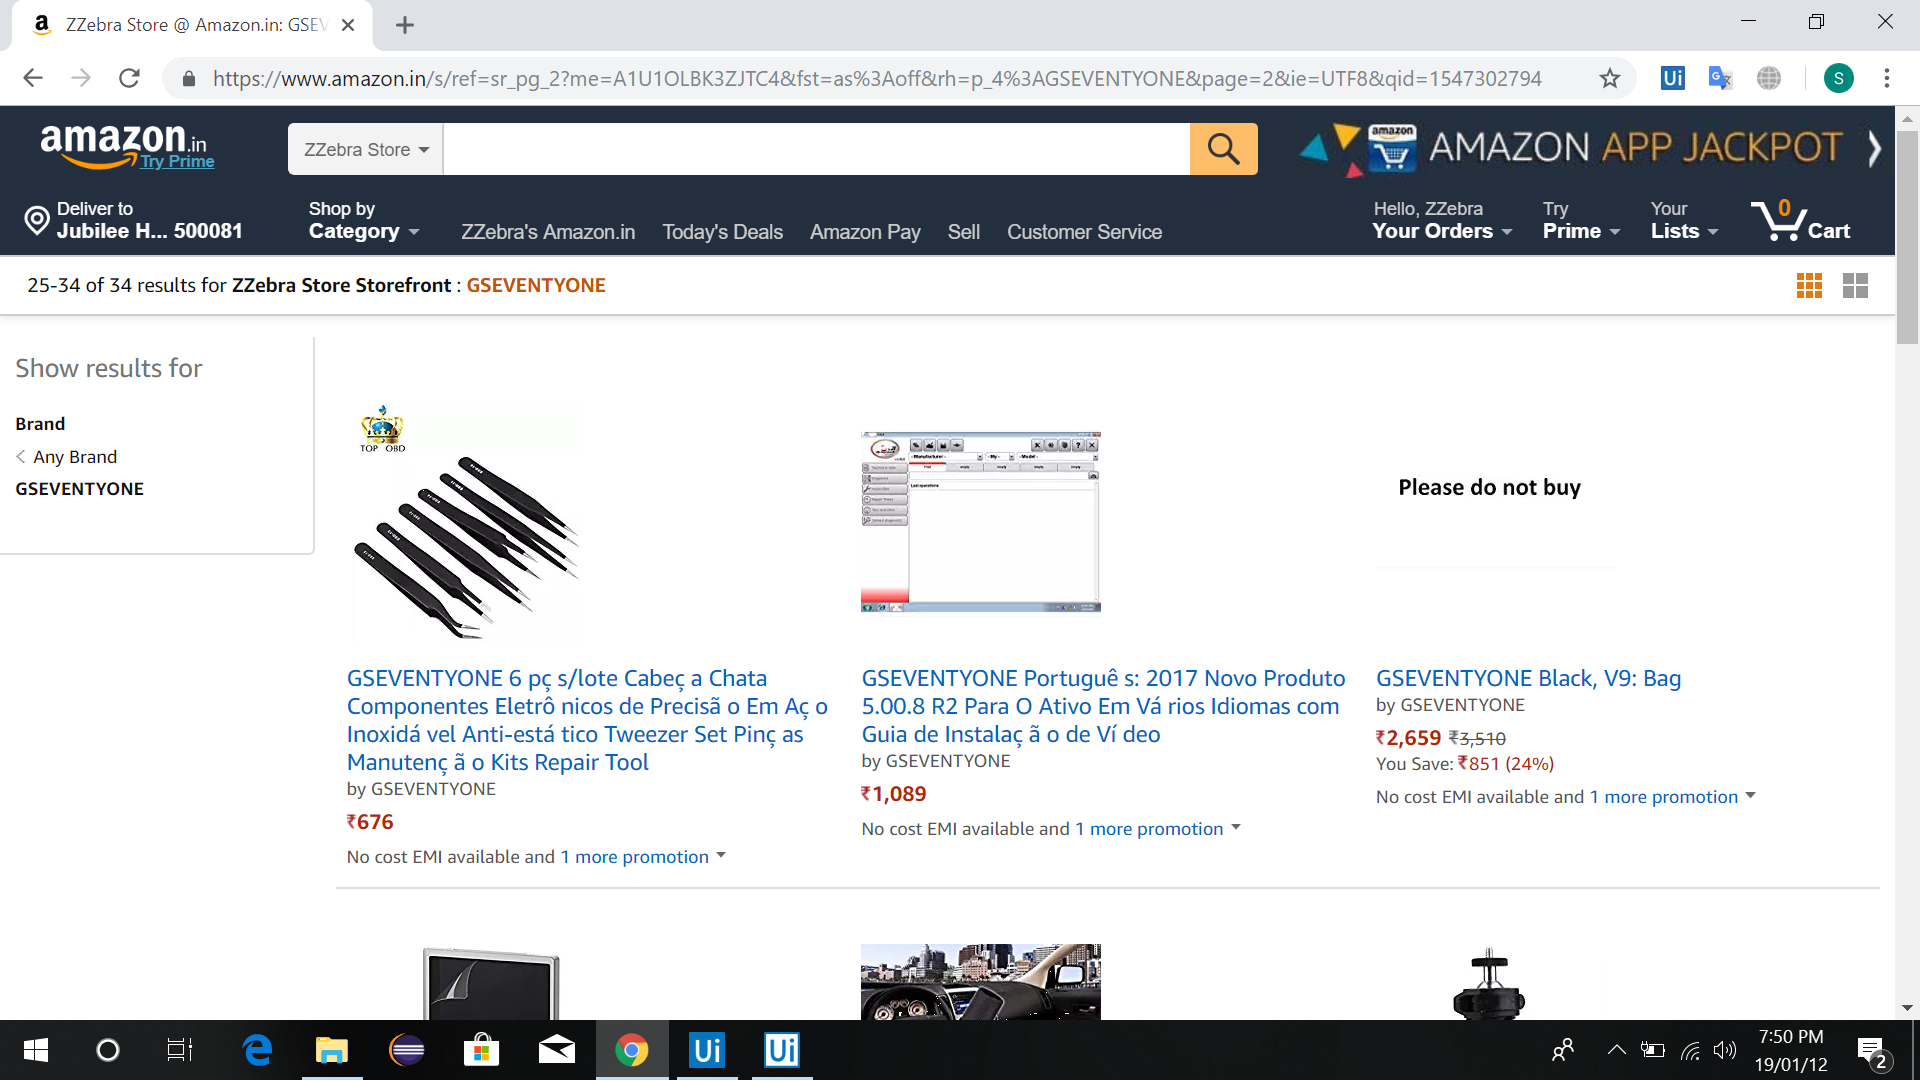 ZZebra Store @ Amazon.in: GSEV
https://www.amazon.in/s/ref=sr_pg_2?me=A1U1OLBK3ZJTC4&fst=as%3Aoff&rh=p_4%3AGSEVENTYONE&page=2&ie=UTF8&qid=1547302794
Ui
S
amazon.in
Try Prime
ZZebra Store
amazon
AMAZON APP JACKPOT
Deliver to
Jubilee H... 500081
Shop by
Category
ZZebra's Amazon.in
Today's Deals
Amazon Pay
Sell
Customer Service
Hello, ZZebra
Your Orders
Try
Prime
Your
Lists
0
Cart
25-34 of 34 results for ZZebra Store Storefront : GSEVENTYONE
Show results for
Brand
Any Brand
GSEVENTYONE
TOP OBD
Please do not buy
GSEVENTYONE 6 pç s/lote Cabeç a Chata
Componentes Eletrô nicos de Precisã o Em Aç o
Inoxidá vel Anti-está tico Tweezer Set Pinç as
Manutenç ã o Kits Repair Tool
by GSEVENTYONE
₹676
No cost EMI available and 1 more promotion
GSEVENTYONE Portuguê s: 2017 Novo Produto
5.00.8 R2 Para O Ativo Em Vá rios Idiomas com
Guia de Instalaç ã o de Ví deo
by GSEVENTYONE
₹1,089
No cost EMI available and 1 more promotion
GSEVENTYONE Black, V9: Bag
by GSEVENTYONE
₹2,659 ₹3,510
You Save: ₹851 (24%)
No cost EMI available and 1 more promotion
Ui
Ui
7:50 PM
19/01/12
2